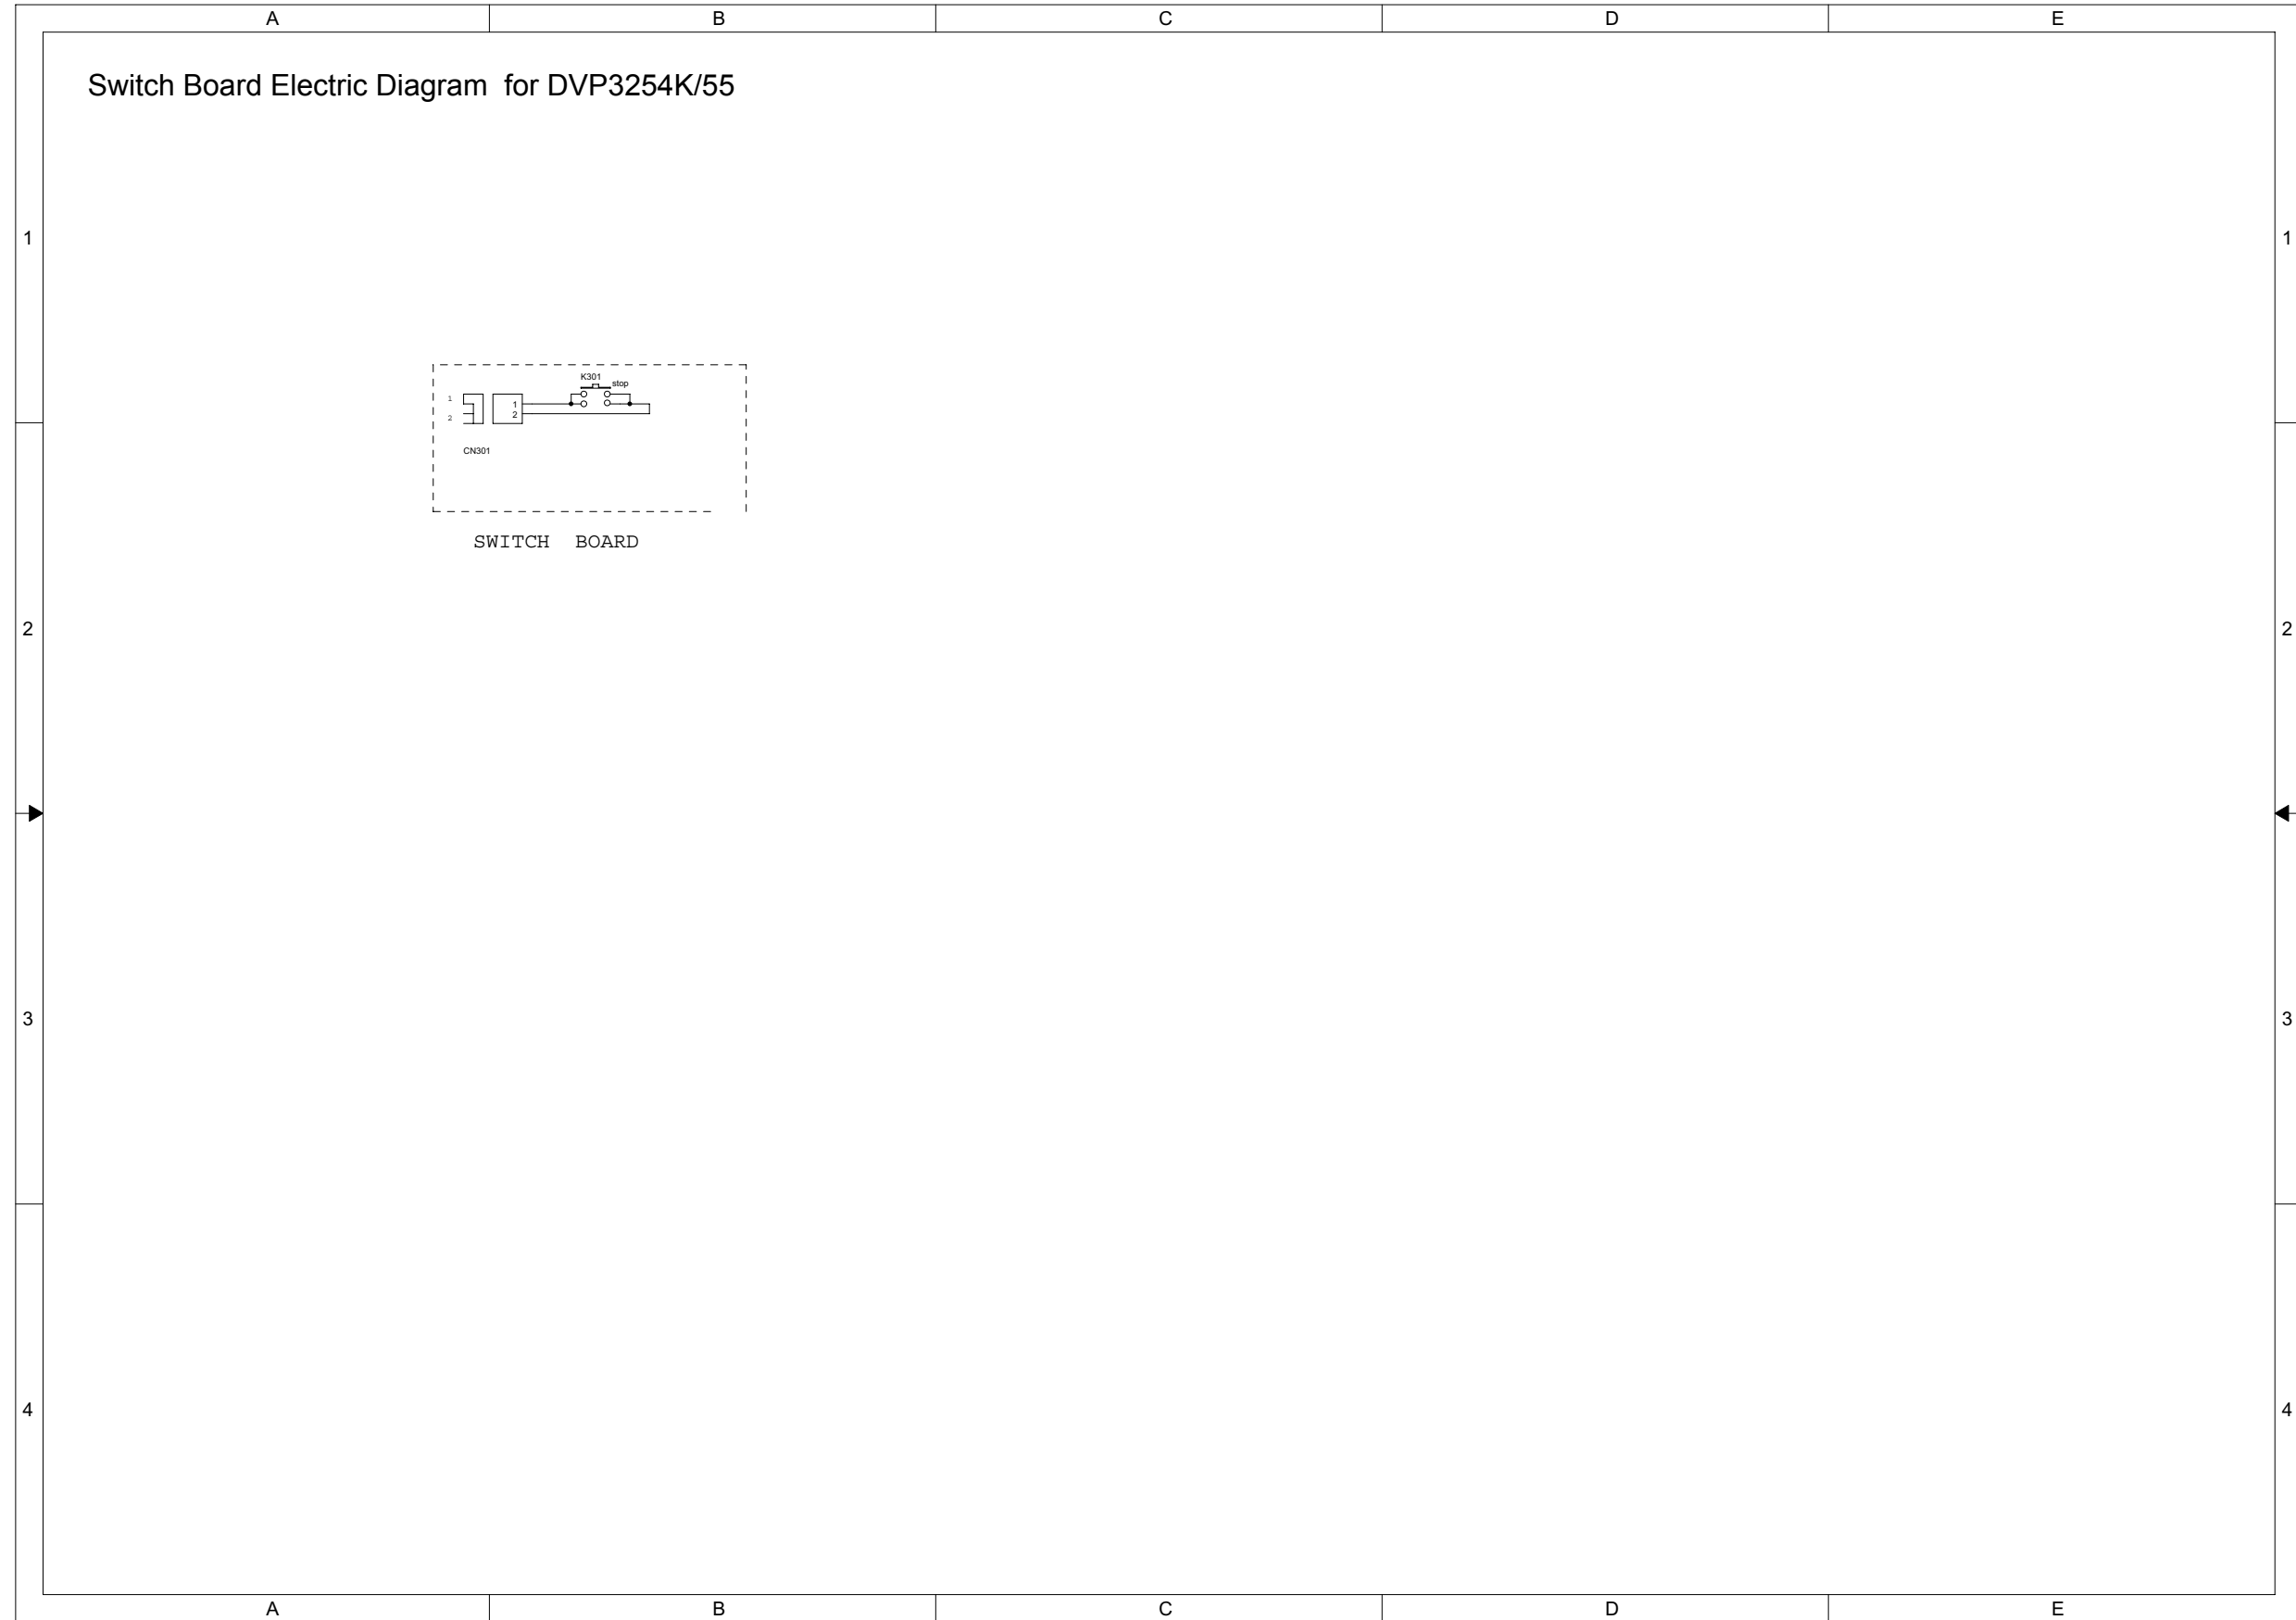 A B C D E
Switch Board Electric Diagram  for DVP3254K/55
1 1
K301
stop
1
1
2
2
CN301
SWITCH  BOARD
2 2
3 3
4 4
A B C D E